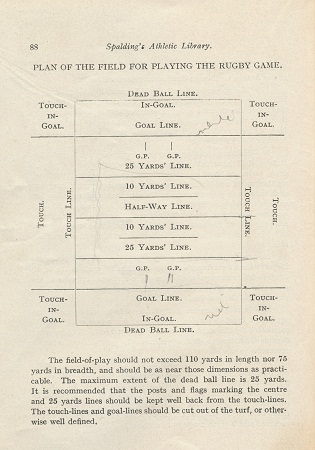 88 Spalding's Athletic Library.
PLAN OF THE FIELD FOR PLAYING THE RUGBY GAME.
DEAD BALL LINE.
TOUCH-IN-GOAL.
IN-GOAL.
TOUCH-IN-GOAL.
GOAL LINE.
G.P. G.P.
25 YARDS' LINE.
10 YARDS' LINE.
TOUCH.
TOUCH LINE.
HALF-WAY LINE.
TOUCH LINE.
TOUCH.
10 YARDS' LINE.
25 YARDS' LINE.
G.P. G.P.
GOAL LINE.
TOUCH-IN-GOAL.
IN-GOAL.
TOUCH-IN-GOAL.
DEAD BALL LINE.
The field-of-play should not exceed 110 yards in length nor 75
yards in breadth, and should be as near those dimensions as practi-
cable. The maximum extent of the dead ball line is 25 yards.
It is recommended that the posts and flags marking the centre
and 25 yards lines should be kept well back from the touch-lines.
The touch-lines and goal-lines should be cut out of the turf, or other-
wise well defined.